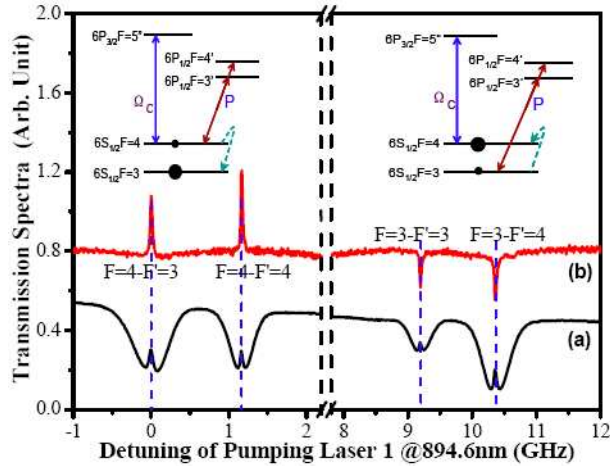 Transmission Spectra (Arb. Unit)
2.0
1.6
1.2
0.8
0.4
0.0
6P3/2F=5"
6P1/2F=4'
6P1/2F=3'
ΩC
P
6S1/2F=4
6S1/2F=3
6P3/2F=5"
6P1/2F=4'
6P1/2F=3'
ΩC
P
6S1/2F=4
6S1/2F=3
F=4-F'=3
F=4-F'=4
F=3-F'=3
F=3-F'=4
(b)
(a)
-1 0 1 2 8 9 10 11 12
Detuning of Pumping Laser 1 @894.6nm (GHz)